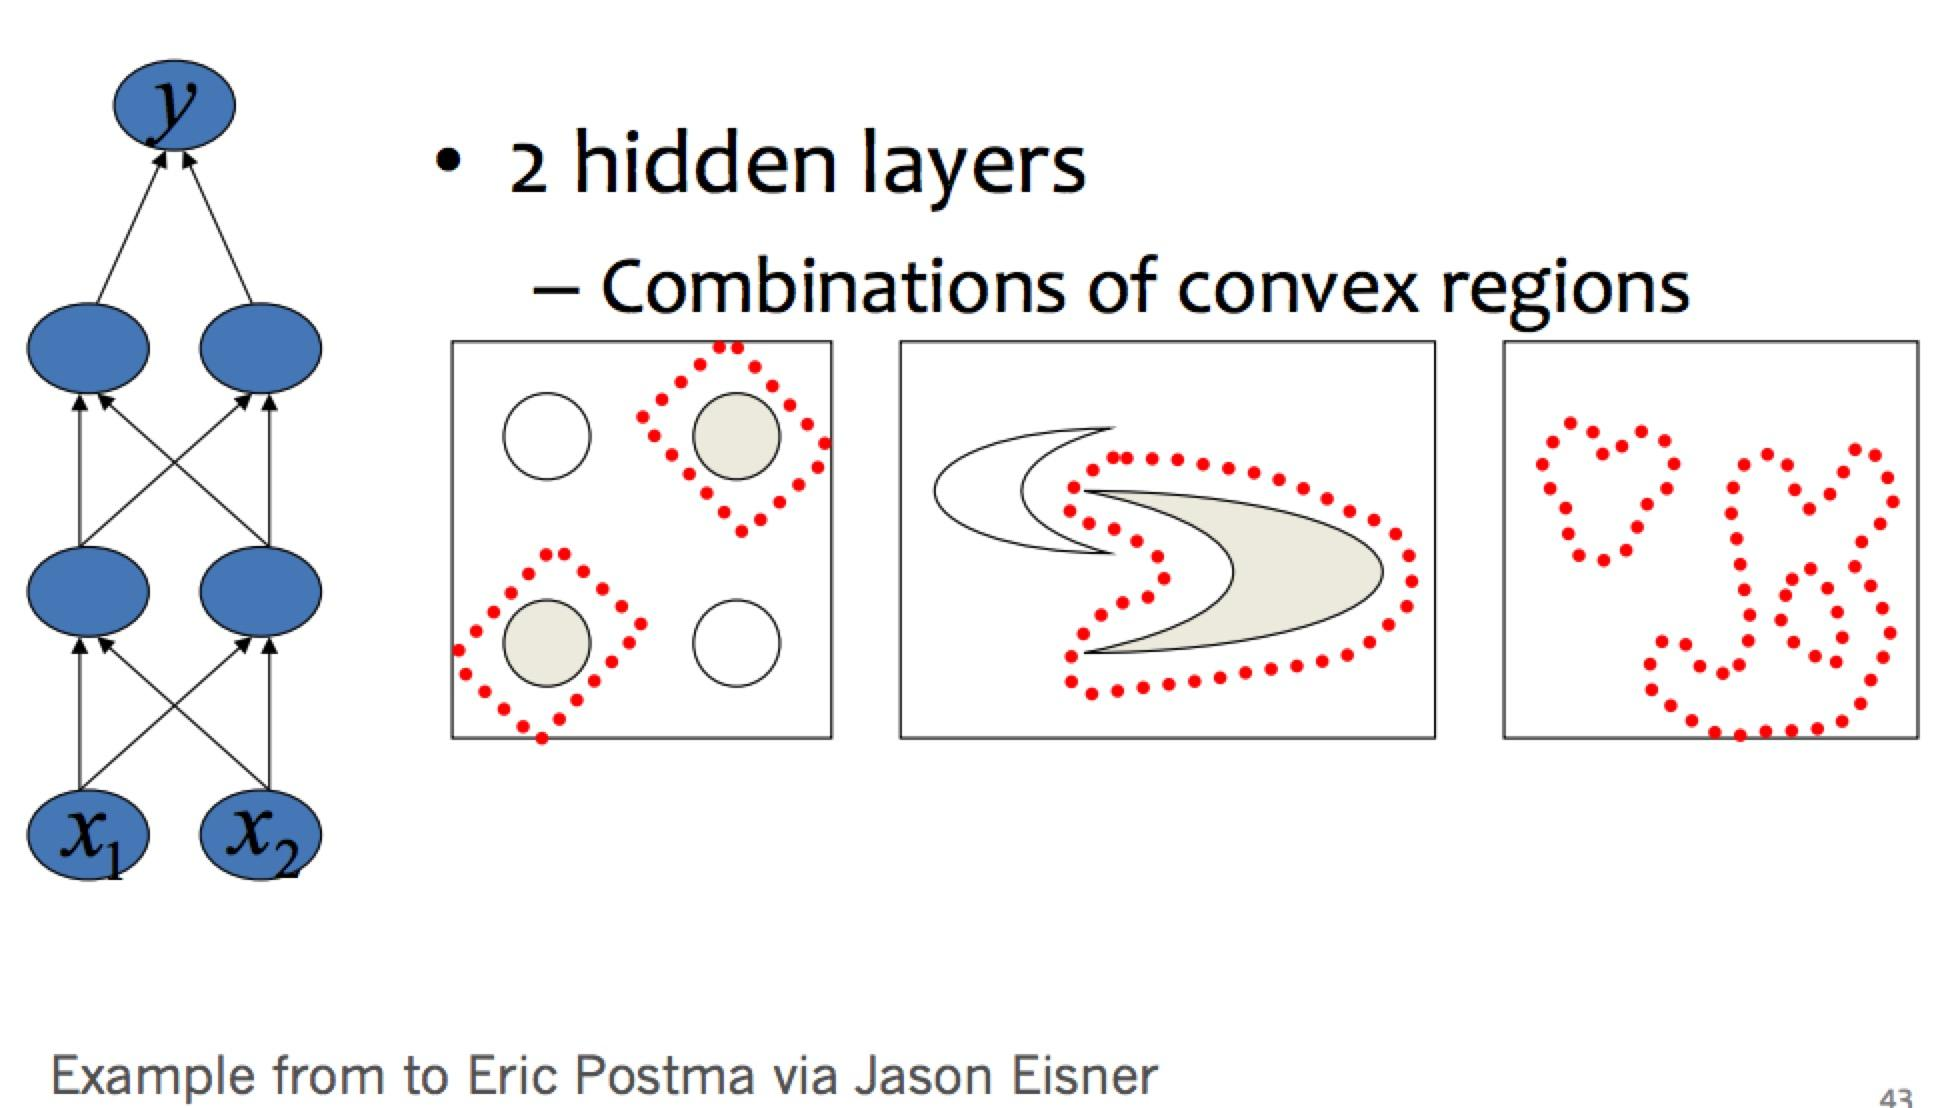 y
• 2 hidden layers
– Combinations of convex regions
x1 x2
Example from to Eric Postma via Jason Eisner
43